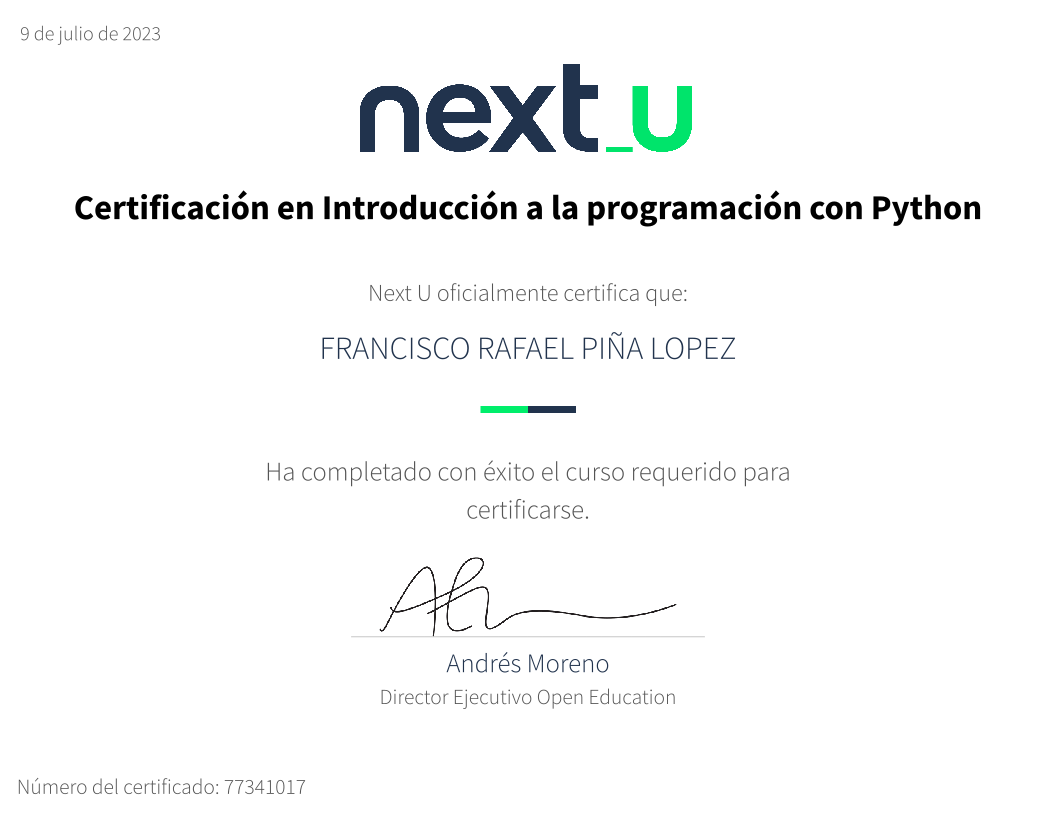 9 de julio de 2023
next_U
Certificación en Introducción a la programación con Python
Next U oficialmente certifica que:
FRANCISCO RAFAEL PIÑA LOPEZ
Ha completado con éxito el curso requerido para
certificarse.
Andrés Moreno
Director Ejecutivo Open Education
Número del certificado: 77341017